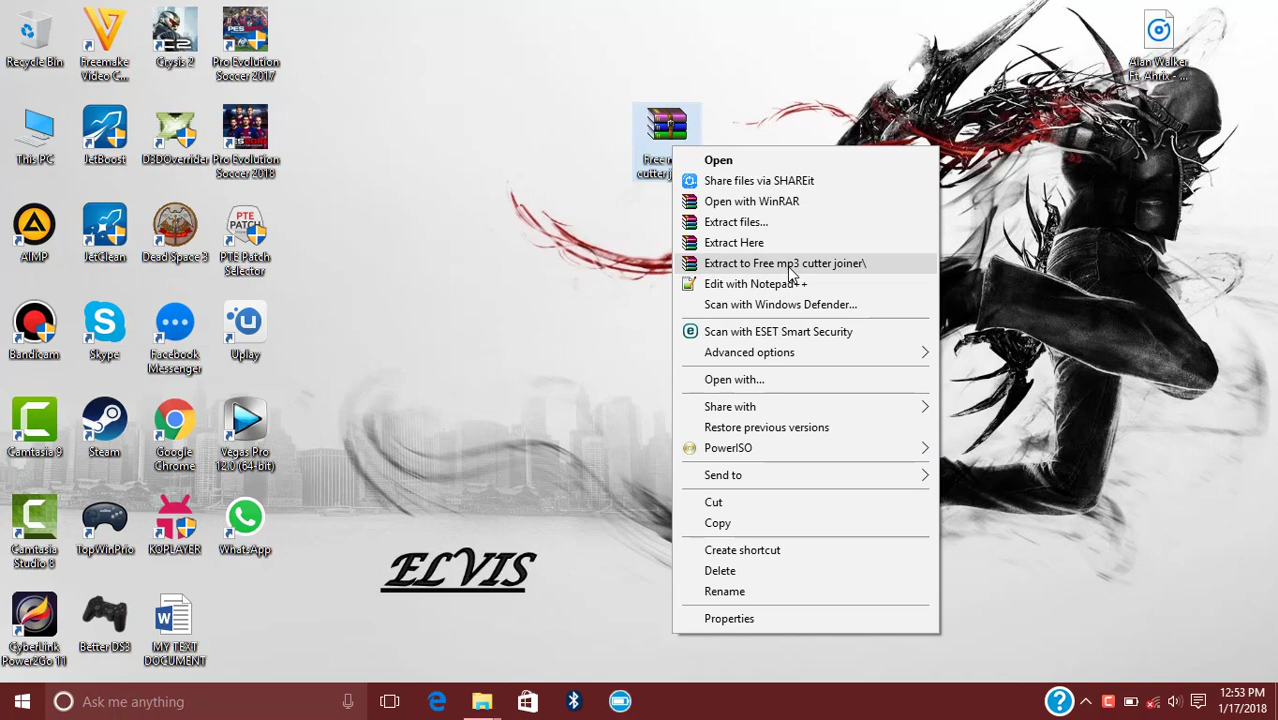 Recycle Bin
Freemake
Video C...
Crysis 2
Pro Evolution
Soccer 2017
This PC
JetBoost
D3DOverrider
Pro Evolution
Soccer 2018
AIMP
JetClean
Dead Space 3
PTE Patch
Selector
PTE
PATCH
Bandicam
Skype
Facebook
Messenger
Uplay
Camtasia 9
Steam
Google
Chrome
Vegas Pro
12.0 (64-bit)
Camtasia
Studio 8
TopWinPrio
KOPLAYER
WhatsApp
CyberLink
Power2Go 11
Better DS3
MY TEXT
DOCUMENT
Alan Walker
Ft. Ahrix - ...
Free m
cutter j
Open
Share files via SHAREit
Open with WinRAR
Extract files...
Extract Here
Extract to Free mp3 cutter joiner\
Edit with Notepad++
Scan with Windows Defender...
Scan with ESET Smart Security
Advanced options
Open with...
Share with
Restore previous versions
PowerISO
Send to
Cut
Copy
Create shortcut
Delete
Rename
Properties
ELVIS
Ask me anything
12:53 PM
1/17/2018